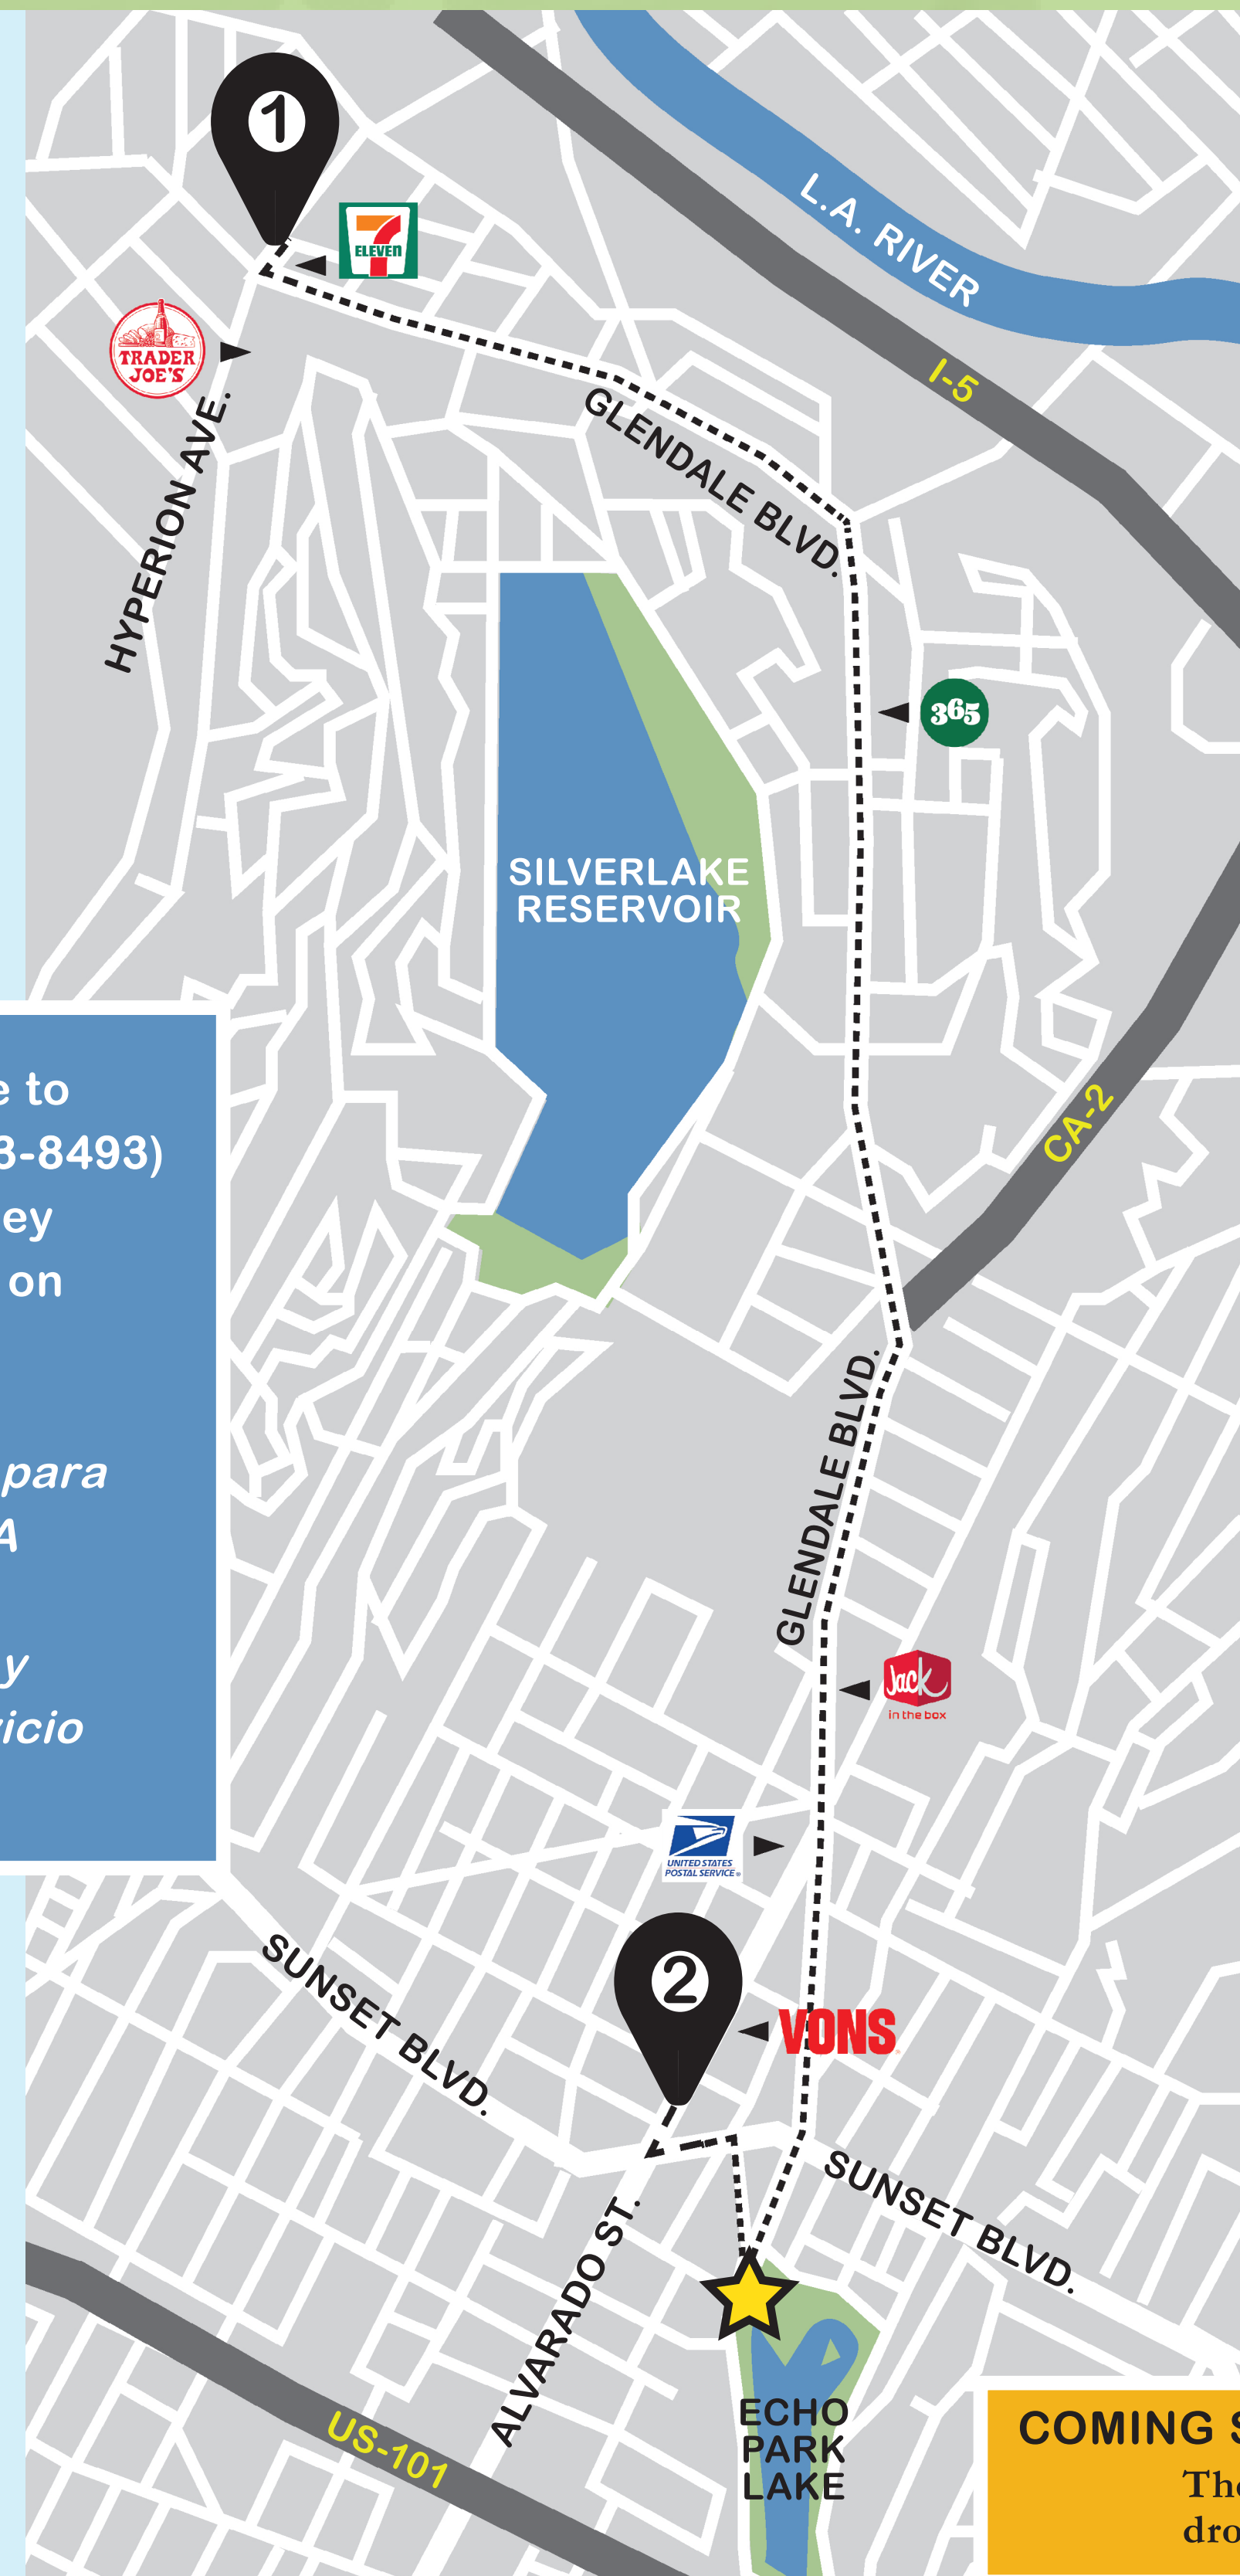 1
7
ELEVEN
TRADER
JOE'S
HYPERION AVE.
L.A. RIVER
I-5
GLENDALE BLVD.
365
SILVERLAKE
RESERVOIR
e to
3-8493)
ey
on
para
A
y
icio
CA-2
GLENDALE BLVD.
Jack
in the box
UNITED STATES
POSTAL SERVICE®
2
VONS
SUNSET BLVD.
SUNSET BLVD.
ALVARADO ST.
US-101
ECHO
PARK
LAKE
COMING S
The
dro